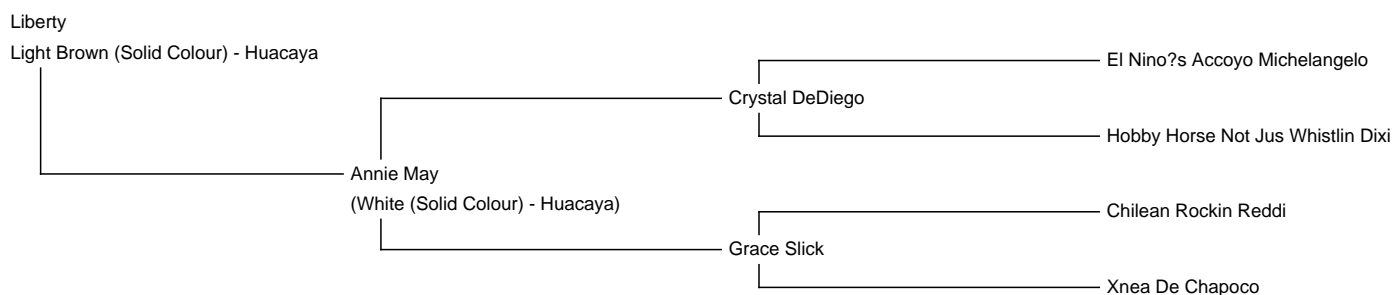 Liberty
Light Brown (Solid Colour) - Huacaya
El Nino?s Accoyo Michelangelo
Crystal DeDiego
Hobby Horse Not Jus Whistlin Dixi
Annie May
(White (Solid Colour) - Huacaya)
Chilean Rockin Reddi
Grace Slick
Xnea De Chapoco